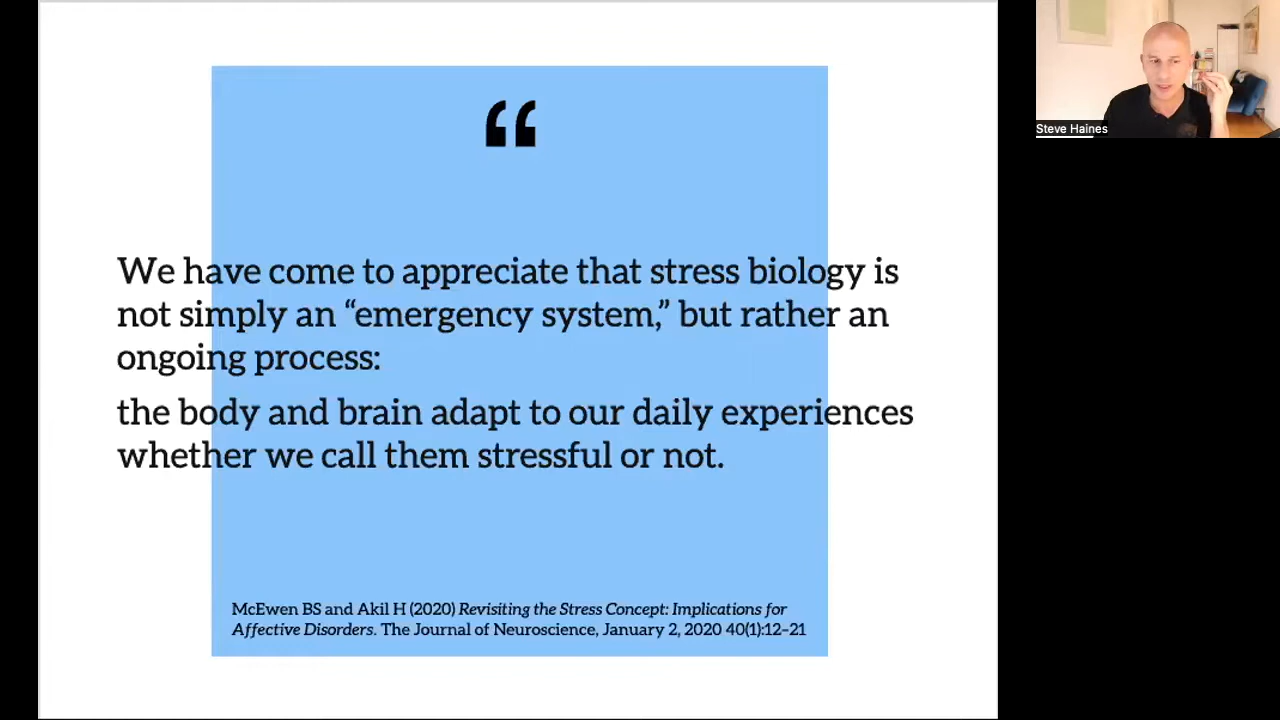 “
We have come to appreciate that stress biology is
not simply an “emergency system,” but rather an
ongoing process:
the body and brain adapt to our daily experiences
whether we call them stressful or not.
McEwen BS and Akil H (2020) Revisiting the Stress Concept: Implications for
Affective Disorders. The Journal of Neuroscience, January 2, 2020 40(1):12–21
Steve Haines